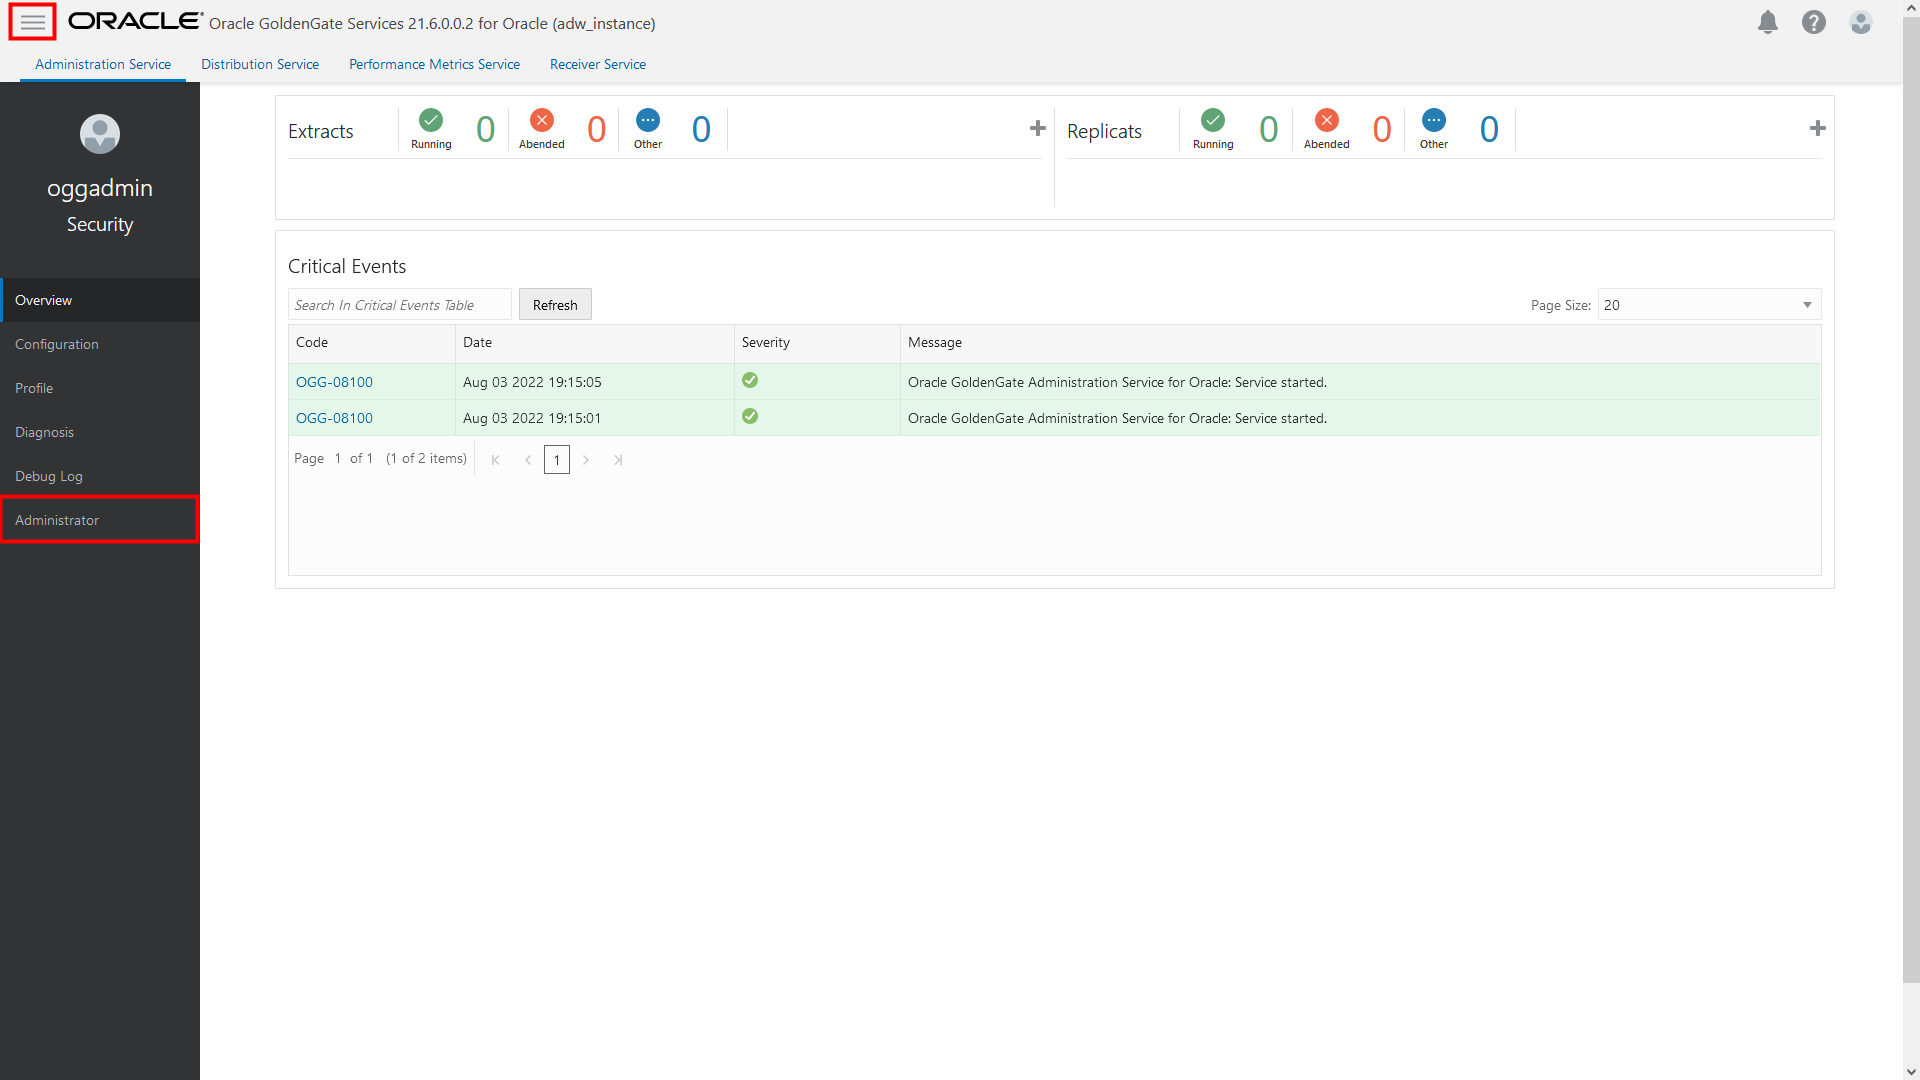 ORACLE® Oracle GoldenGate Services 21.6.0.0.2 for Oracle (adw_instance)
Administration Service Distribution Service Performance Metrics Service Receiver Service
oggadmin
Security
Overview
Configuration
Profile
Diagnosis
Debug Log
Administrator
Extracts Running 0 Abended 0 Other 0
Replicats Running 0 Abended 0 Other 0
Critical Events
Search In Critical Events Table Refresh Page Size: 20
Code Date Severity Message
OGG-08100 Aug 03 2022 19:15:05 Oracle GoldenGate Administration Service for Oracle: Service started.
OGG-08100 Aug 03 2022 19:15:01 Oracle GoldenGate Administration Service for Oracle: Service started.
Page 1 of 1 (1 of 2 items) 1